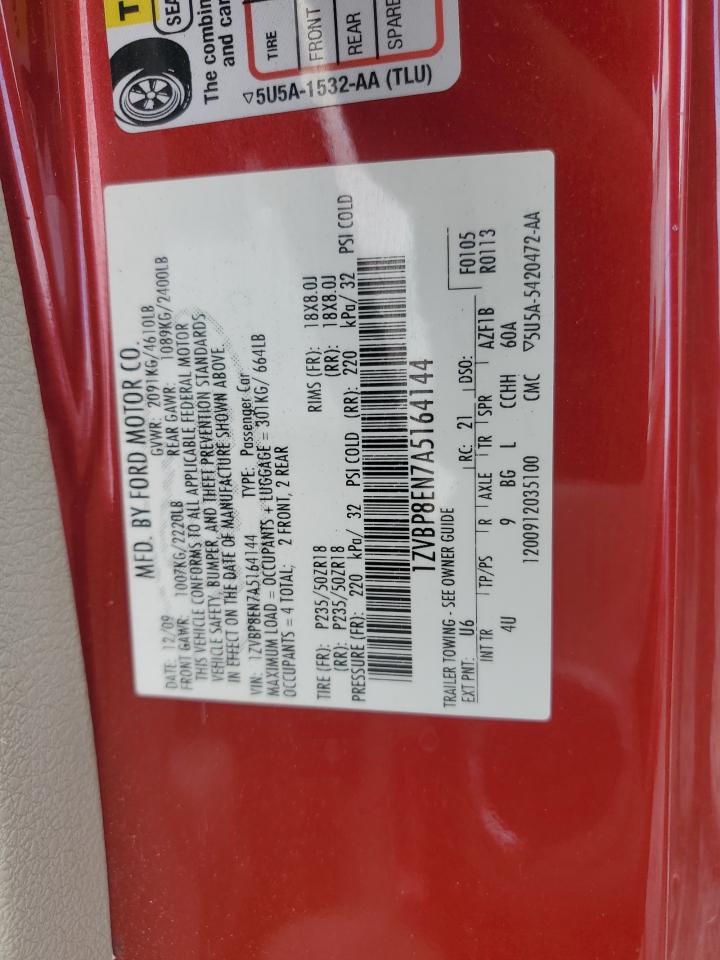 T
SEA
The combin
and car
TIRE
FRONT
REAR
SPARE
▽5U5A-1532-AA (TLU)
MFD. BY FORD MOTOR CO.
DATE: 12/09 GVWR: 2091KG/4610LB
FRONT GAWR: 1007KG/2220LB REAR GAWR: 1089KG/2400LB
THIS VEHICLE CONFORMS TO ALL APPLICABLE FEDERAL MOTOR
VEHICLE SAFETY, BUMPER, AND THEFT PREVENTION STANDARDS
IN EFFECT ON THE DATE OF MANUFACTURE SHOWN ABOVE
VIN: 1ZVBP8EN7A5164144 TYPE: Passenger Car
MAXIMUM LOAD = OCCUPANTS + LUGGAGE = 301KG/ 664LB
OCCUPANTS = 4 TOTAL; 2 FRONT, 2 REAR
TIRE (FR): P235/50ZR18 RIMS (FR): 18X8.0J
(RR): P235/50ZR18 (RR): 18X8.0J
PRESSURE (FR): 220 kPa/ 32 PSI COLD (RR): 220 kPa/ 32 PSI COLD
1ZVBP8EN7A5164144
TRAILER TOWING - SEE OWNER GUIDE
EXT PNT: U6 RC: 21 DSO: F0105
R0113
INT TR TP/PS R AXLE TR SPR AZF1B
4U 9 BG L CCHH 60A
1200912035100 CMC ▽5U5A-5420472-AA